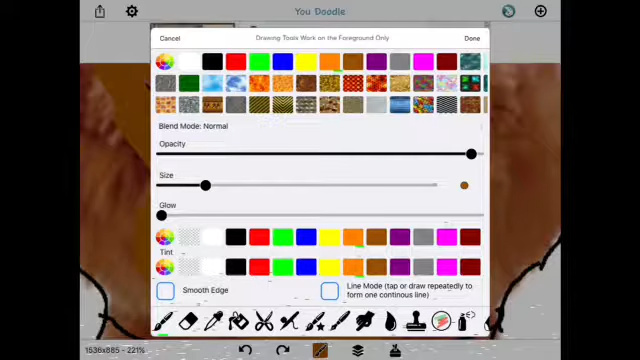 You Doodle
Cancel
Drawing Tools Work on the Foreground Only
Done
Blend Mode: Normal
Opacity
Size
Glow
Tint
Smooth Edge
Line Mode (tap or draw repeatedly to
form one continous line)
1536x885 - 221%